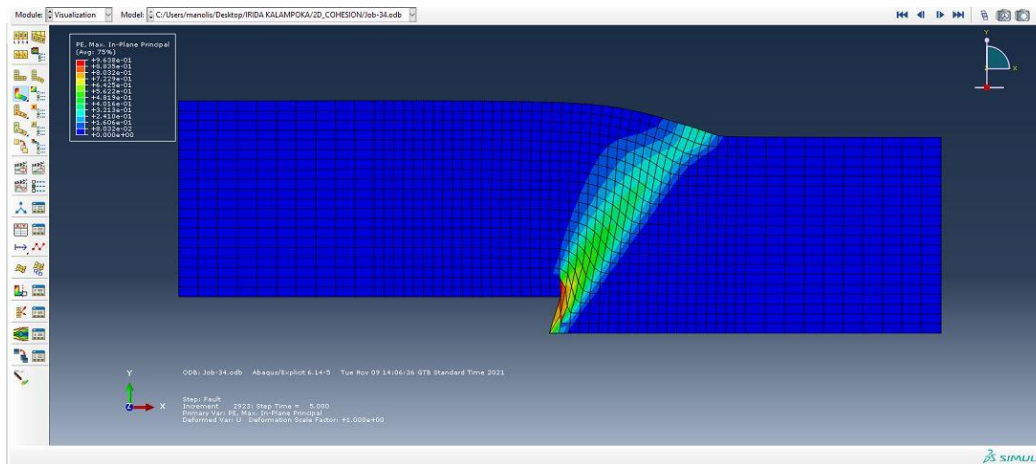 Module: Visualization Model: C:/Users/manolis/Desktop/IRIDA KALAMPOKA/2D_COHESION/Job-34.odb
PE, Max. In-Plane Principal
(Avg: 75%)
+9.638e-01
+8.835e-01
+8.032e-01
+7.229e-01
+6.425e-01
+5.622e-01
+4.819e-01
+4.016e-01
+3.213e-01
+2.410e-01
+1.606e-01
+8.032e-02
+0.000e+00
Y
Z
X
Y
Z
X
ODB: Job-34.odb Abaqus/Explicit 6.14-5 Tue Nov 09 14:06:36 GTB Standard Time 2021
Step: Fault
Increment 2923: Step Time = 5.000
Primary Var: PE, Max. In-Plane Principal
Deformed Var: U Deformation Scale Factor: +1.000e+00
SIMUL